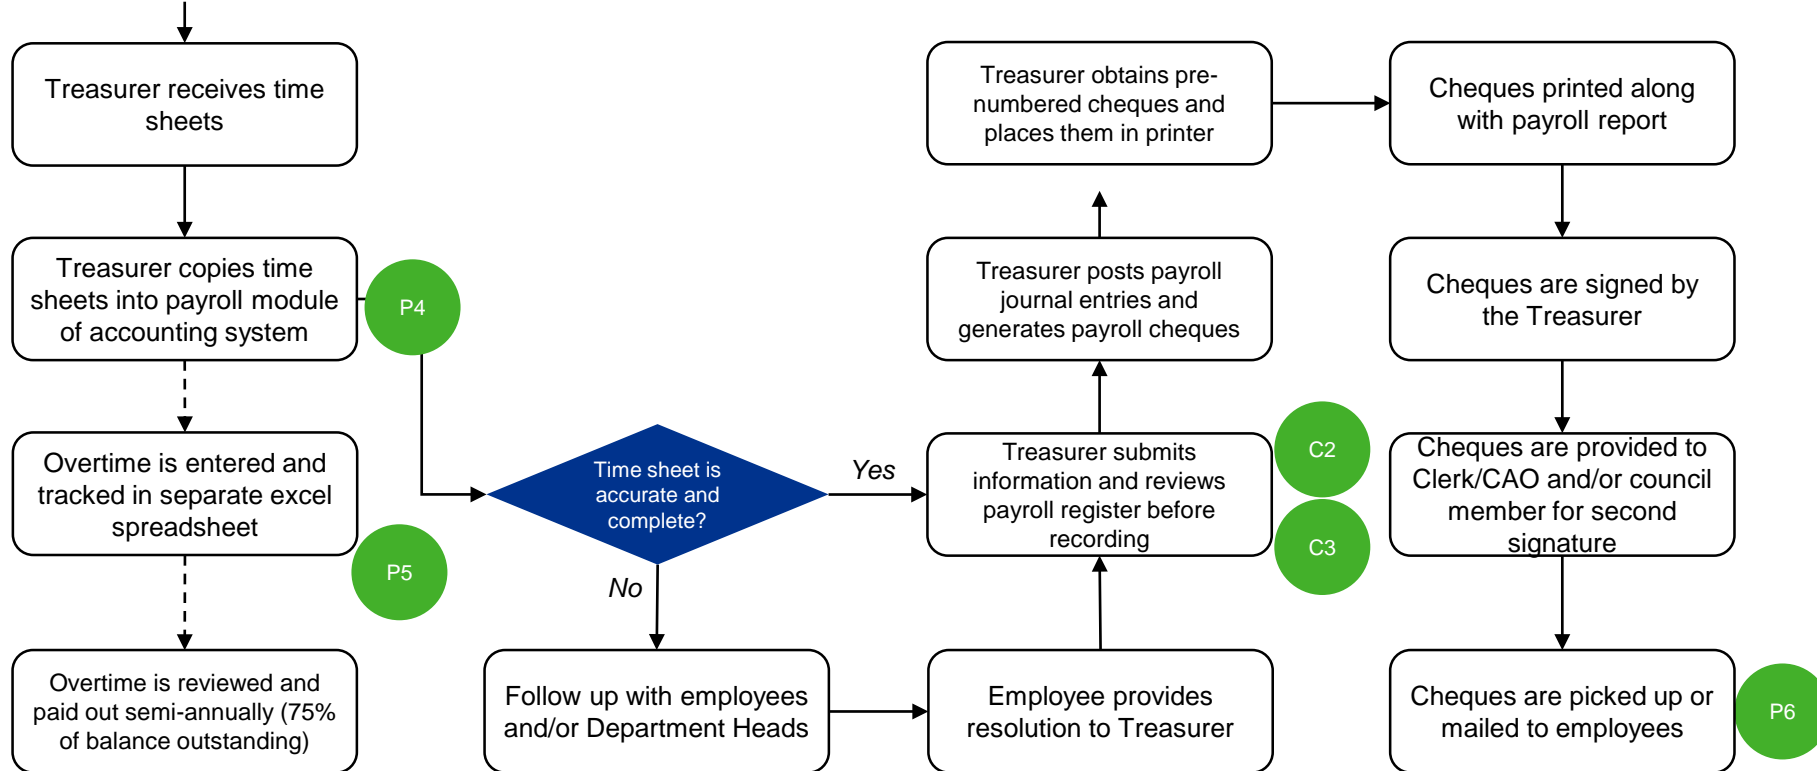 Treasurer receives time
sheets
Treasurer copies time
sheets into payroll module
of accounting system
P4
Overtime is entered and
tracked in separate excel
spreadsheet
P5
Overtime is reviewed and
paid out semi-annually (75%
of balance outstanding)
Time sheet is
accurate and
complete?
Yes
No
Follow up with employees
and/or Department Heads
Employee provides
resolution to Treasurer
Treasurer submits
information and reviews
payroll register before
recording
C2
C3
Treasurer posts payroll
journal entries and
generates payroll cheques
Treasurer obtains pre-
numbered cheques and
places them in printer
Cheques printed along
with payroll report
Cheques are signed by
the Treasurer
Cheques are provided to
Clerk/CAO and/or council
member for second
signature
Cheques are picked up or
mailed to employees
P6